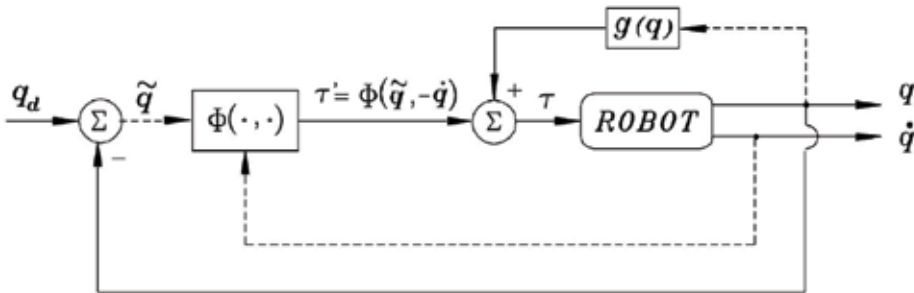 g(q)
q_d
Σ
q̃
Φ(·,·)
τ'= Φ(q̃,-q̇)
+
Σ
τ
ROBOT
q
q̇
−